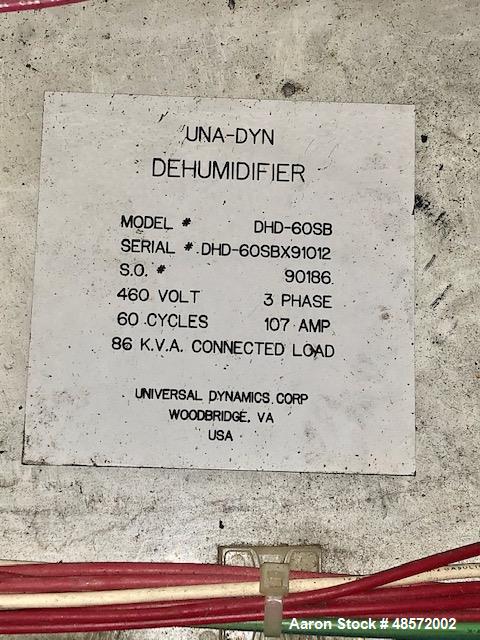 UNA-DYN
DEHUMIDIFIER
MODEL # DHD-60SB
SERIAL # DHD-60SBX91012
S.O. # 90186
460 VOLT 3 PHASE
60 CYCLES 107 AMP
86 K.V.A. CONNECTED LOAD
UNIVERSAL DYNAMICS CORP
WOODBRIDGE, VA
USA
Aaron Stock # 48572002